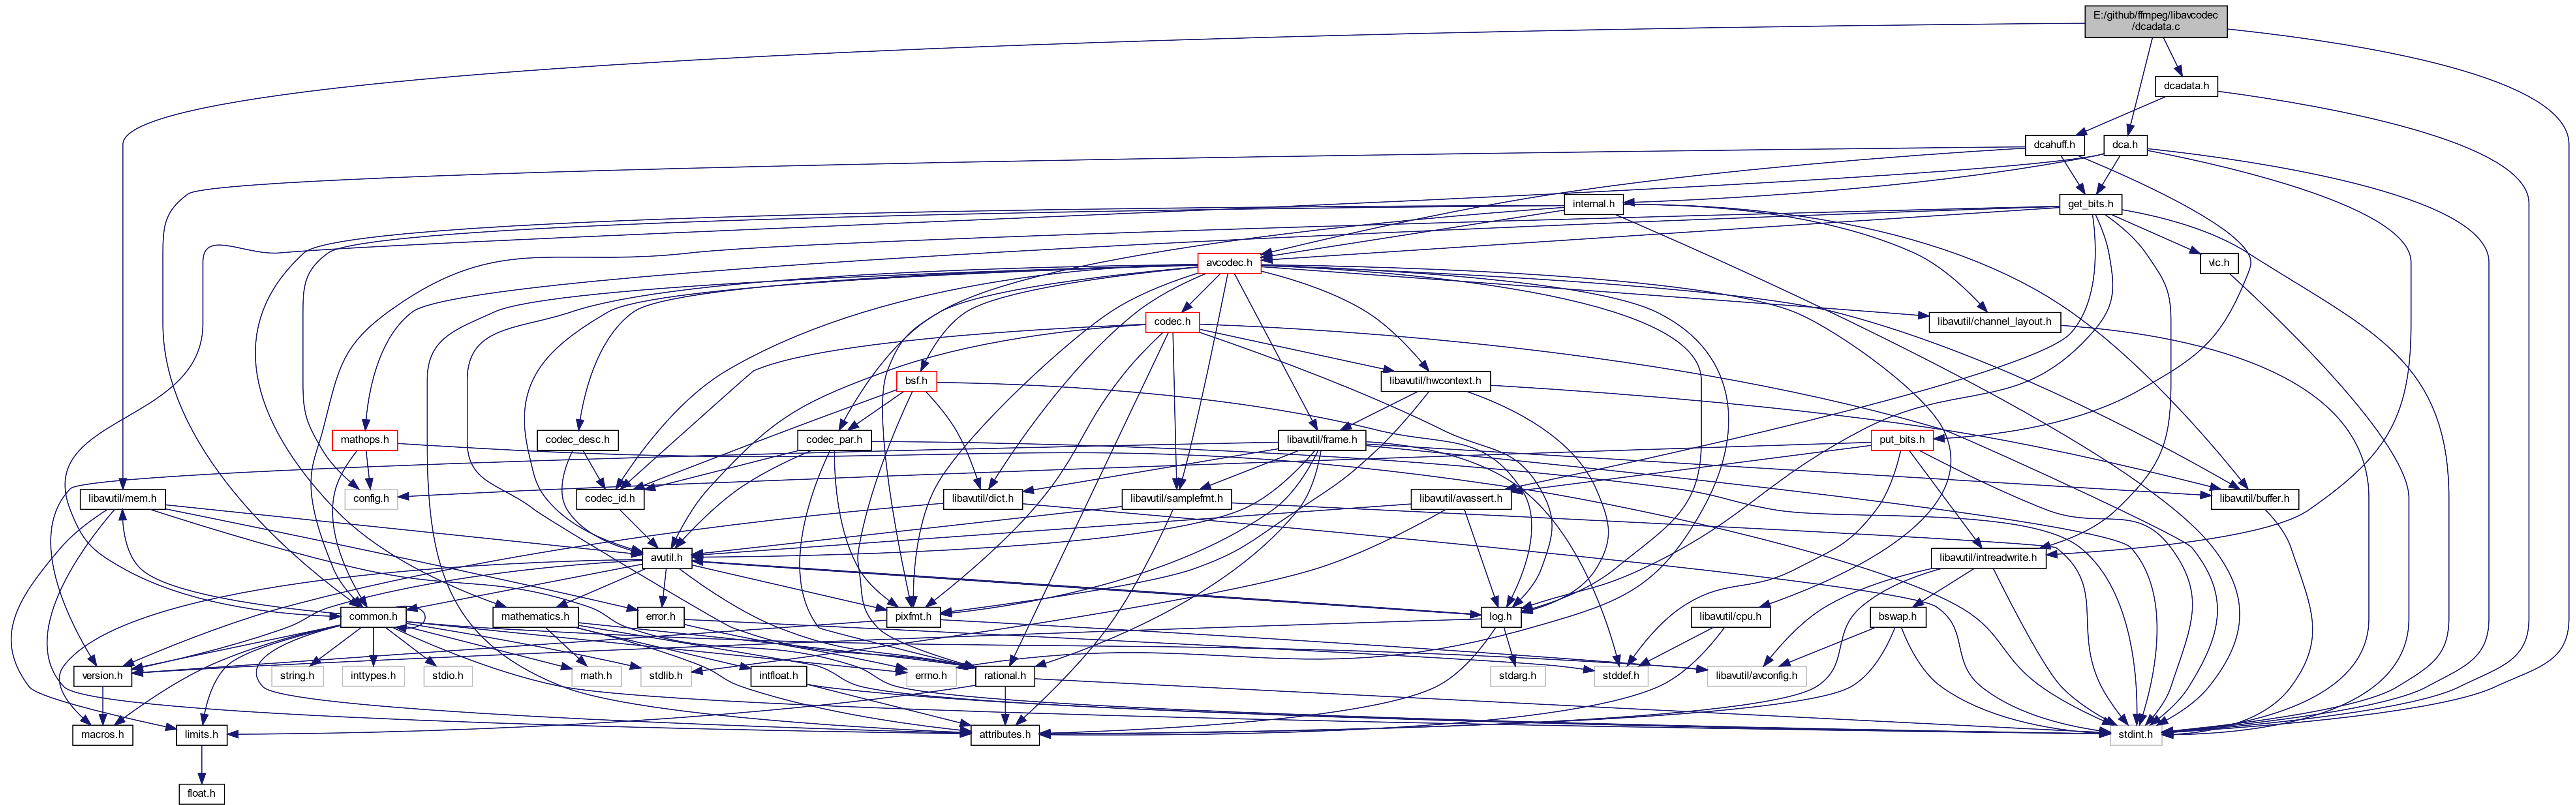 E:/github/ffmpeg/libavcodec
/dcadata.c
dcadata.h
dcahuff.h
dca.h
internal.h
get_bits.h
avcodec.h
vlc.h
codec.h
libavutil/channel_layout.h
bsf.h
libavutil/hwcontext.h
mathops.h
codec_desc.h
codec_par.h
libavutil/frame.h
put_bits.h
libavutil/mem.h
config.h
codec_id.h
libavutil/dict.h
libavutil/samplefmt.h
libavutil/avassert.h
libavutil/buffer.h
avutil.h
libavutil/intreadwrite.h
common.h
mathematics.h
error.h
pixfmt.h
log.h
libavutil/cpu.h
bswap.h
version.h
string.h
inttypes.h
stdio.h
math.h
stdlib.h
intfloat.h
errno.h
rational.h
stdarg.h
stddef.h
libavutil/avconfig.h
macros.h
limits.h
attributes.h
stdint.h
float.h